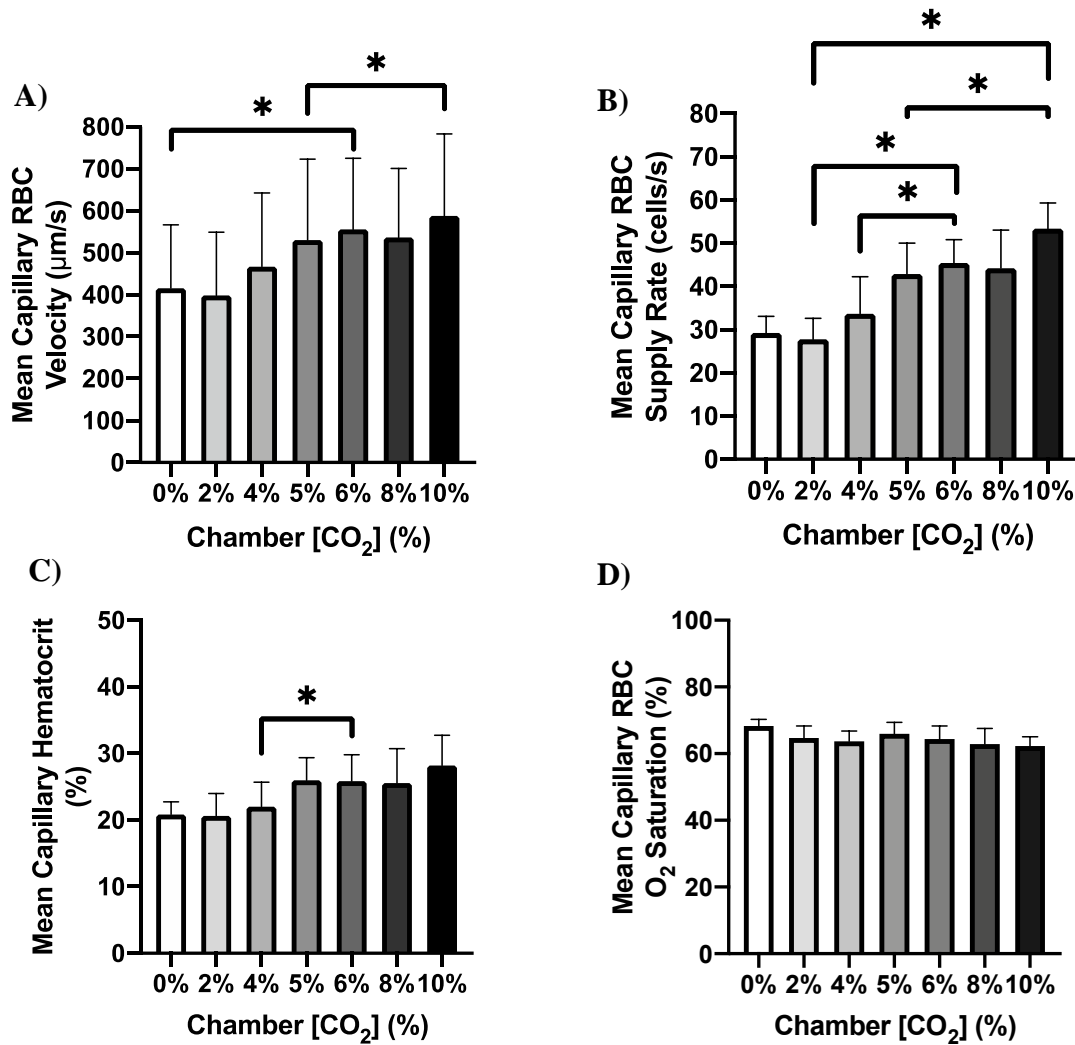 A)
Mean Capillary RBC
Velocity (μm/s)
800
700
600
500
400
300
200
100
0
*
*
0% 2% 4% 5% 6% 8% 10%
Chamber [CO₂] (%)
B)
Mean Capillary RBC
Supply Rate (cells/s)
80
70
60
50
40
30
20
10
0
*
*
*
*
0% 2% 4% 5% 6% 8% 10%
Chamber [CO₂] (%)
C)
Mean Capillary Hematocrit
(%)
50
40
30
20
10
0
*
0% 2% 4% 5% 6% 8% 10%
Chamber [CO₂] (%)
D)
Mean Capillary RBC
O₂ Saturation (%)
100
80
60
40
20
0
0% 2% 4% 5% 6% 8% 10%
Chamber [CO₂] (%)